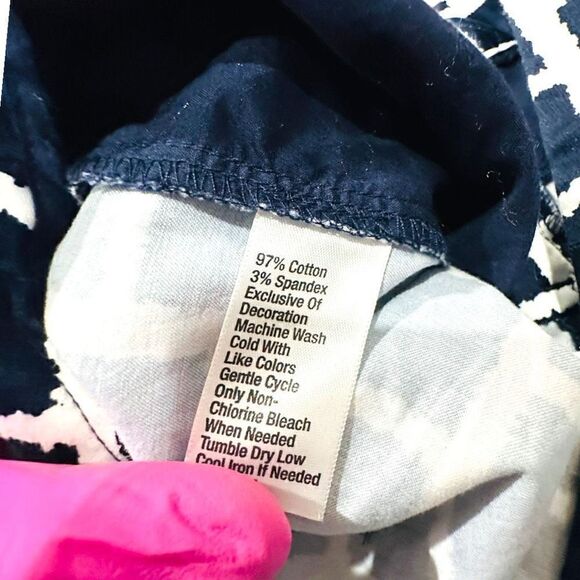 97% Cotton
3% Spandex
Exclusive Of
Decoration
Machine Wash
Cold With
Like Colors
Gentle Cycle
Only Non-
Chlorine Bleach
When Needed
Tumble Dry Low
Cool Iron If Needed